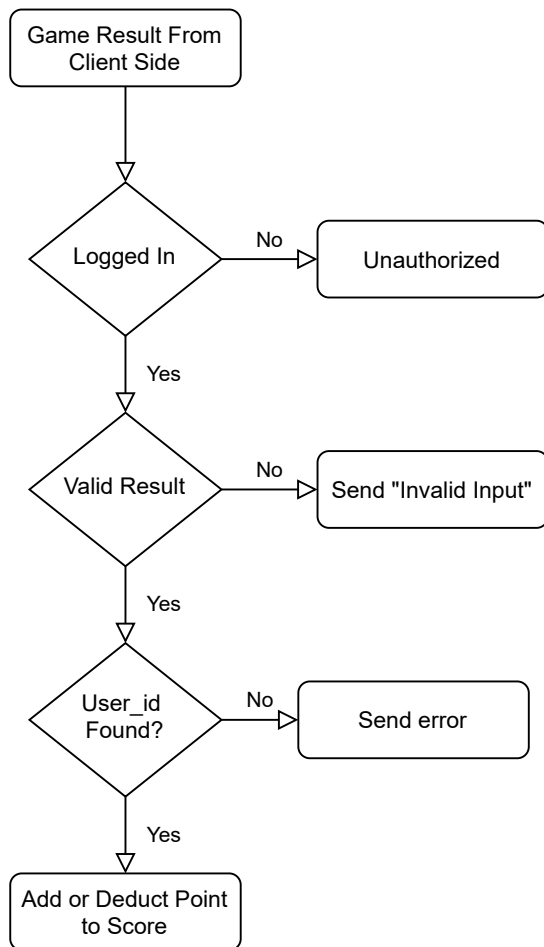 Game Result From
Client Side
Logged In
No
Unauthorized
Yes
Valid Result
No
Send "Invalid Input"
Yes
User_id
Found?
No
Send error
Yes
Add or Deduct Point
to Score